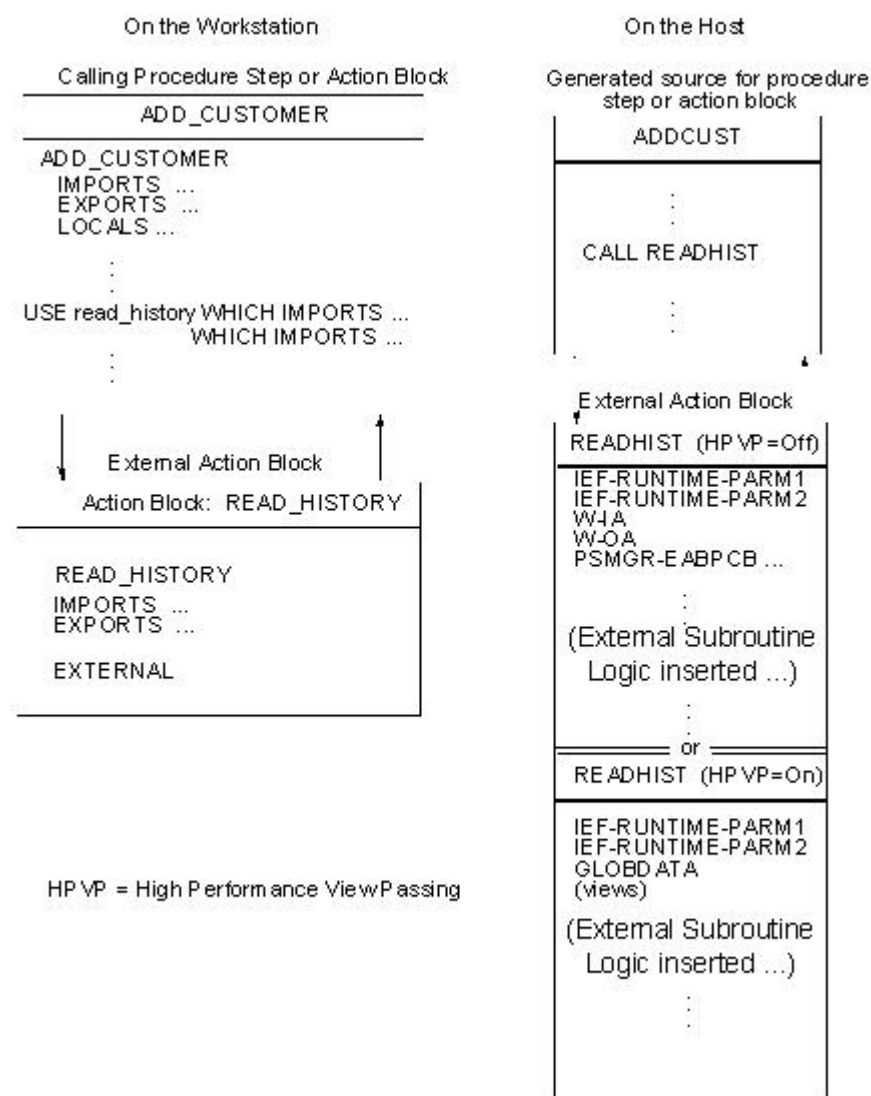 On the Workstation
Calling Procedure Step or Action Block
ADD_CUSTOMER
ADD_CUSTOMER
IMPORTS ...
EXPORTS ...
LOCALS ...
USE read_history WHICH IMPORTS ...
WHICH IMPORTS ...
External Action Block
Action Block: READ_HISTORY
READ_HISTORY
IMPORTS ...
EXPORTS ...
EXTERNAL
HPVP = High Performance View Passing
On the Host
Generated source for procedure
step or action block
ADDCUST
CALL READHIST
External Action Block
READHIST (HPVP=Off)
IEF-RUNTIME-PARM1
IEF-RUNTIME-PARM2
W-IA
W-OA
PSMGR-EABPCB ...
(External Subroutine
Logic inserted ...)
or
READHIST (HPVP=On)
IEF-RUNTIME-PARM1
IEF-RUNTIME-PARM2
GLOBDATA
(views)
(External Subroutine
Logic inserted ...)